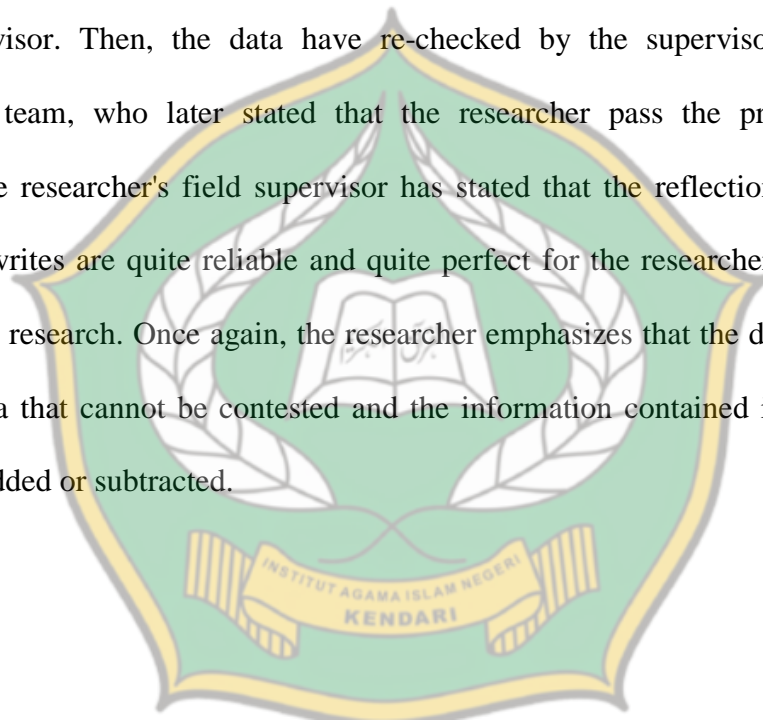 visor. Then, the data have re-checked by the superviso
team, who later stated that the researcher pass the pr
e researcher's field supervisor has stated that the reflection
writes are quite reliable and quite perfect for the researcher
research. Once again, the researcher emphasizes that the d
a that cannot be contested and the information contained
dded or subtracted.
INSTITUT AGAMA ISLAM NEGERI
KENDARI